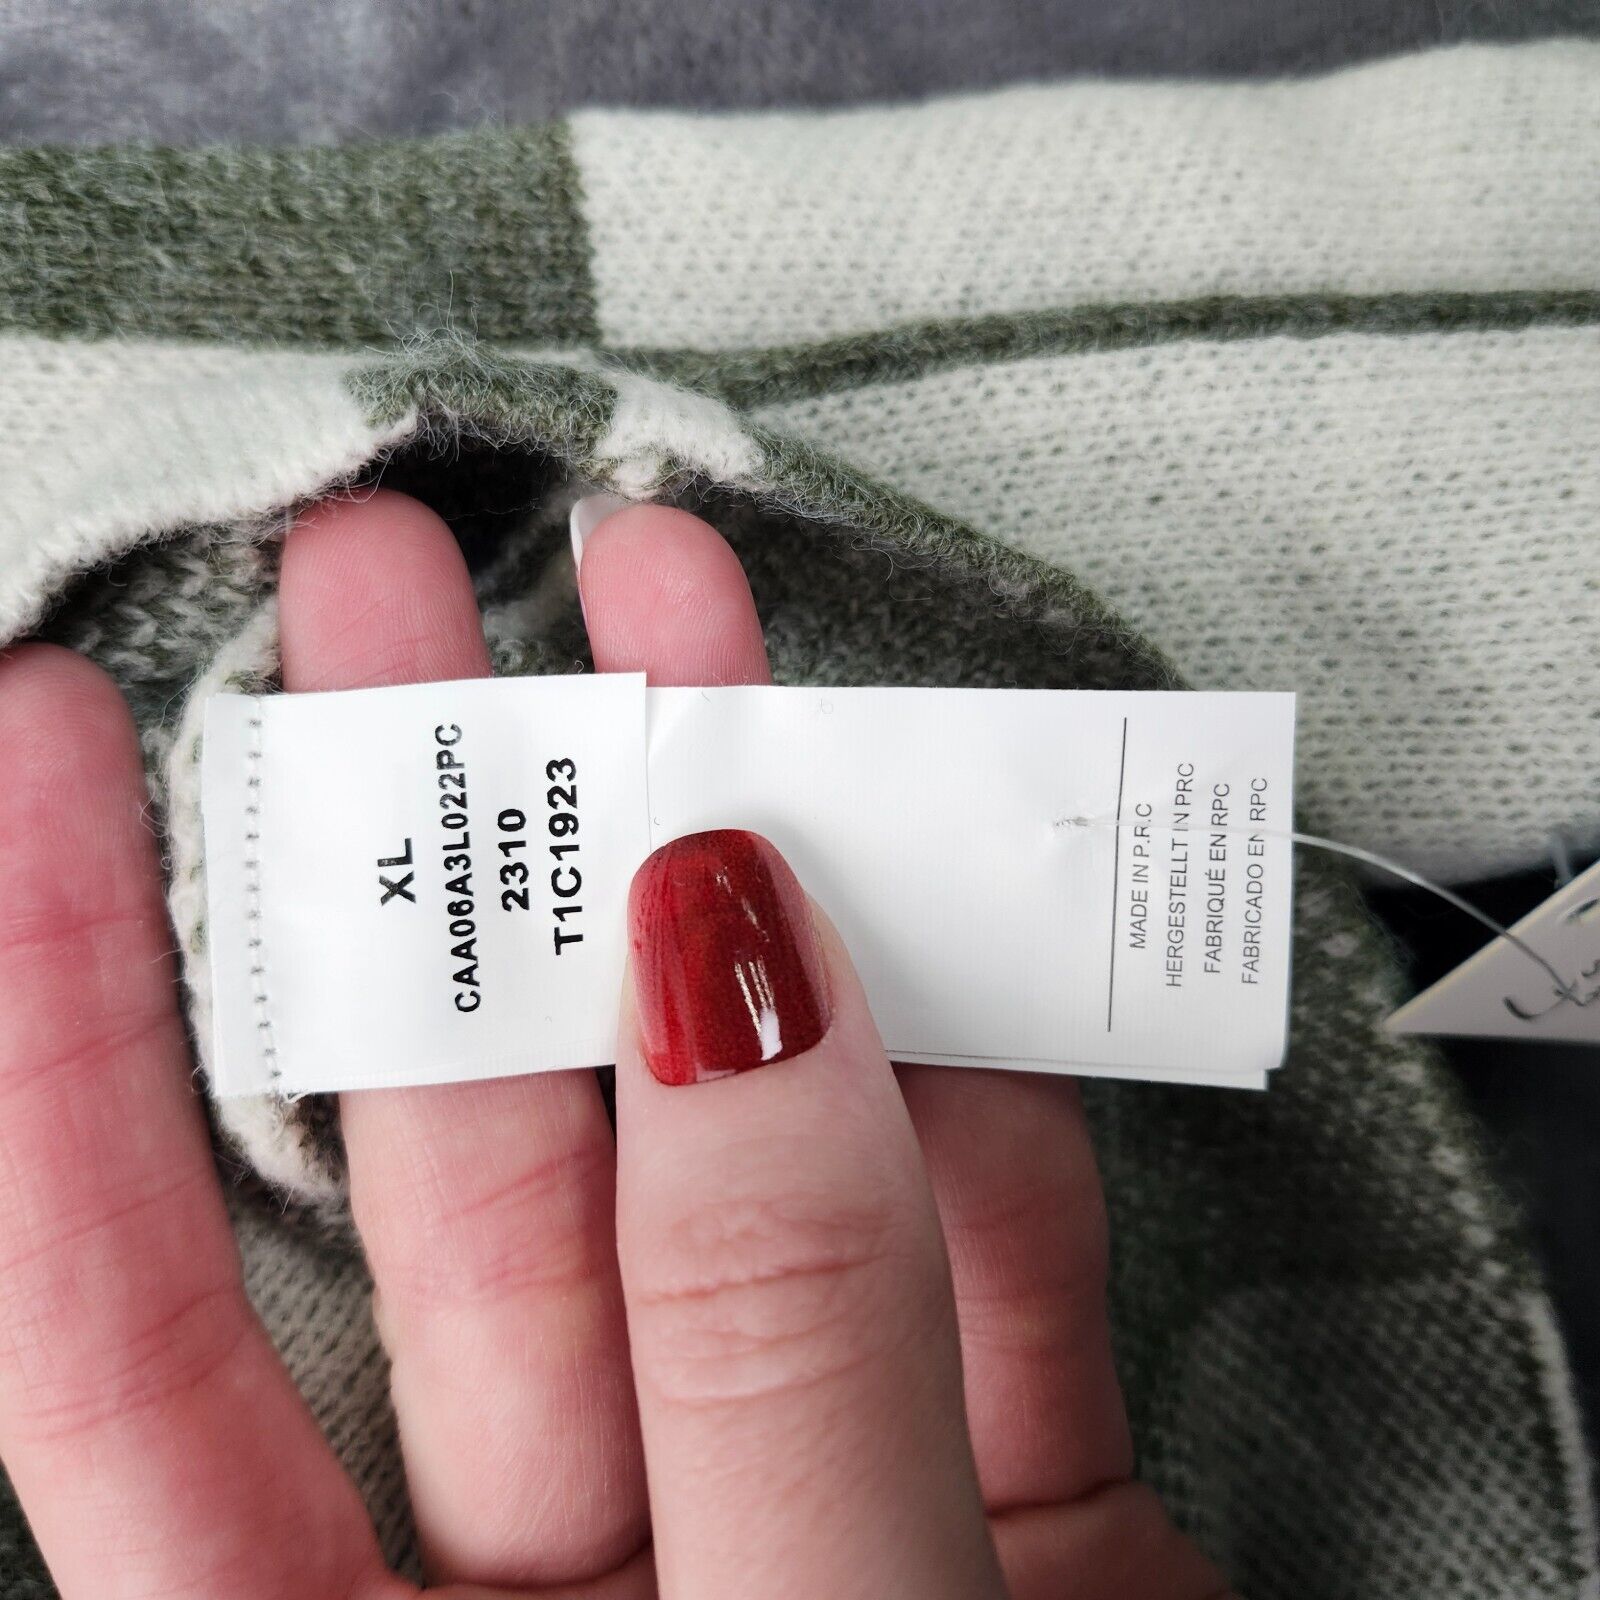 XL
CAA06A3L022PC
2310
T1C1923
MADE IN P.R.C
HERGESTELLT IN PRC
FABRIQUÉ EN RPC
FABRICADO EN RPC